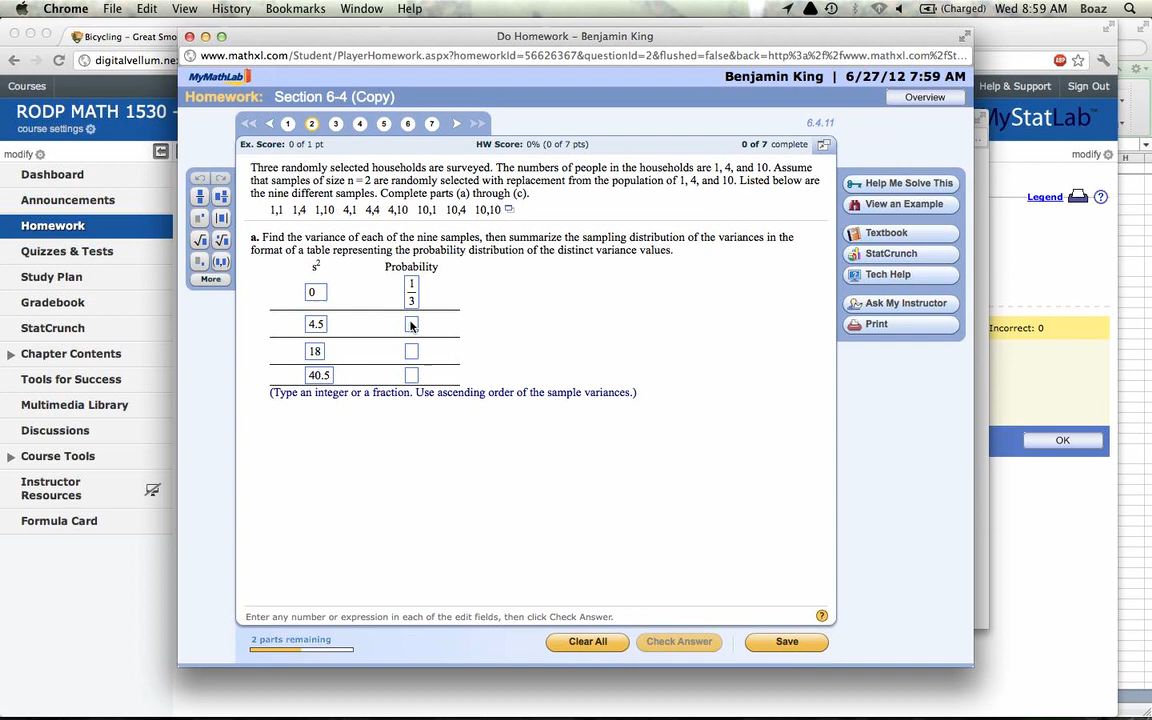 Chrome File Edit View History Bookmarks Window Help (Charged) Wed 8:59 AM Boaz
Bicycling – Great Smo
Do Homework – Benjamin King
digitalvellum.ne
www.mathxl.com/Student/PlayerHomework.aspx?homeworkId=56626367&questionId=2&flushed=false&back=http%3a%2f%2fwww.mathxl.com%2fSt...
Courses
MyMathLab
Benjamin King | 6/27/12 7:59 AM
Help & Support Sign Out
RODP MATH 1530 –
course settings
Homework: Section 6-4 (Copy)
Overview
MyStatLab
modify
1 2 3 4 5 6 7
6.4.11
modify
Ex. Score: 0 of 1 pt HW Score: 0% (0 of 7 pts) 0 of 7 complete
H
Dashboard
Announcements
Homework
Quizzes & Tests
Study Plan
Gradebook
StatCrunch
Chapter Contents
Tools for Success
Multimedia Library
Discussions
Course Tools
Instructor
Resources
Formula Card
More
Three randomly selected households are surveyed. The numbers of people in the households are 1, 4, and 10. Assume
that samples of size n = 2 are randomly selected with replacement from the population of 1, 4, and 10. Listed below are
the nine different samples. Complete parts (a) through (c).
1,1 1,4 1,10 4,1 4,4 4,10 10,1 10,4 10,10
a. Find the variance of each of the nine samples, then summarize the sampling distribution of the variances in the
format of a table representing the probability distribution of the distinct variance values.
s² Probability
0 1/3
4.5
18
40.5
(Type an integer or a fraction. Use ascending order of the sample variances.)
Help Me Solve This
View an Example
Textbook
StatCrunch
Tech Help
Ask My Instructor
Print
Legend
Incorrect: 0
OK
Enter any number or expression in each of the edit fields, then click Check Answer.
2 parts remaining
Clear All
Check Answer
Save